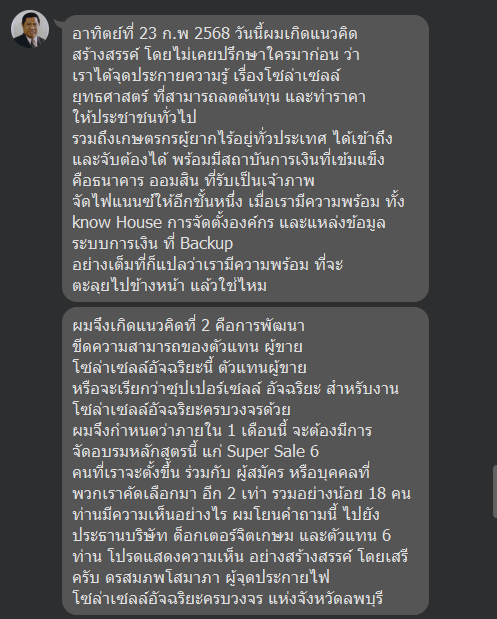 อาทิตย์ที่ 23 ก.พ 2568 วันนี้ผมเกิดแนวคิด
สร้างสรรค์ โดยไม่เคยปรึกษาใครมาก่อน ว่า
เราได้จุดประกายความรู้ เรื่องโซล่าเซลล์
ยุทธศาสตร์ ที่สามารถลดต้นทุน และทำราคา
ให้ประชาชนทั่วไป
รวมถึงเกษตรกรผู้ยากไร้อยู่ทั่วประเทศ ได้เข้าถึง
และจับต้องได้ พร้อมมีสถาบันการเงินที่เข้มแข็ง
คือธนาคาร ออมสิน ที่รับเป็นเจ้าภาพ
จัดไฟแนนซ์ให้อีกชั้นหนึ่ง เมื่อเรามีความพร้อม ทั้ง
know House การจัดตั้งองค์กร และแหล่งข้อมูล
ระบบการเงิน ที่ Backup
อย่างเต็มที่ก็แปลว่าเรามีความพร้อม ที่จะ
ตะลุยไปข้างหน้า แล้วใช่ไหม
ผมจึงเกิดแนวคิดที่ 2 คือการพัฒนา
ขีดความสามารถของตัวแทน ผู้ขาย
โซล่าเซลล์อัจฉริยะนี้ ตัวแทนผู้ขาย
หรือจะเรียกว่าซุปเปอร์เซลล์ อัจฉริยะ สำหรับงาน
โซล่าเซลล์อัจฉริยะครบวงจรด้วย
ผมจึงกำหนดว่าภายใน 1 เดือนนี้ จะต้องมีการ
จัดอบรมหลักสูตรนี้ แก่ Super Sale 6
คนที่เราจะตั้งขึ้น ร่วมกับ ผู้สมัคร หรือบุคคลที่
พวกเราคัดเลือกมา อีก 2 เท่า รวมอย่างน้อย 18 คน
ท่านมีความเห็นอย่างไร ผมโยนคำถามนี้ ไปยัง
ประธานบริษัท ด็อกเตอร์จิตเกษม และตัวแทน 6
ท่าน โปรดแสดงความเห็น อย่างสร้างสรรค์ โดยเสรี
ครับ ดรสมภพโสมาภา ผู้จุดประกายไฟ
โซล่าเซลล์อัจฉริยะครบวงจร แห่งจังหวัดลพบุรี